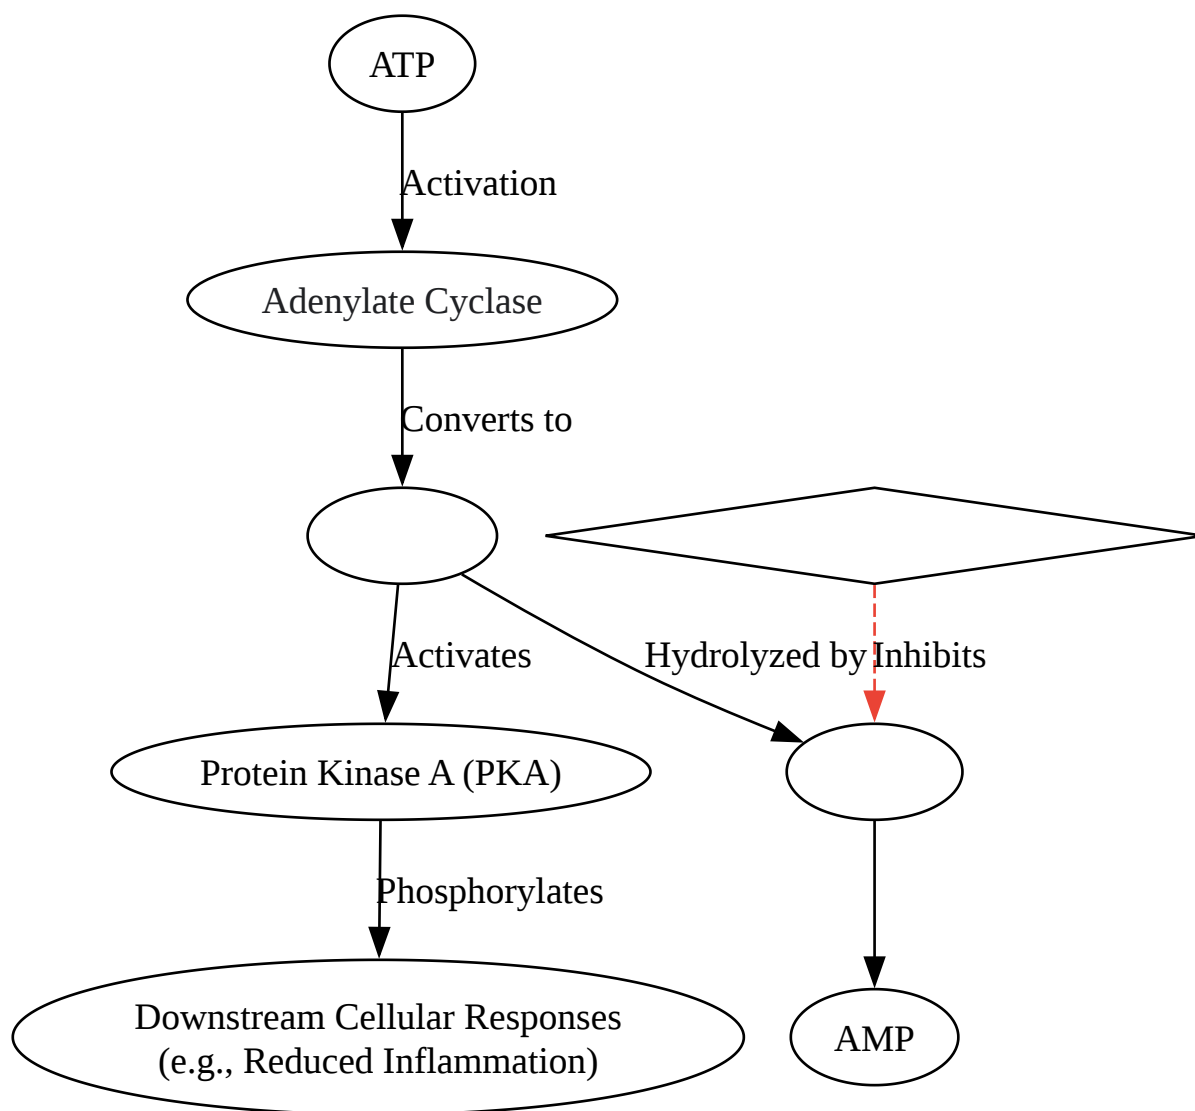 ATP
Activation
Adenylate Cyclase
Converts to
Activates
Hydrolyzed by
Inhibits
Protein Kinase A (PKA)
Phosphorylates
Downstream Cellular Responses
(e.g., Reduced Inflammation)
AMP